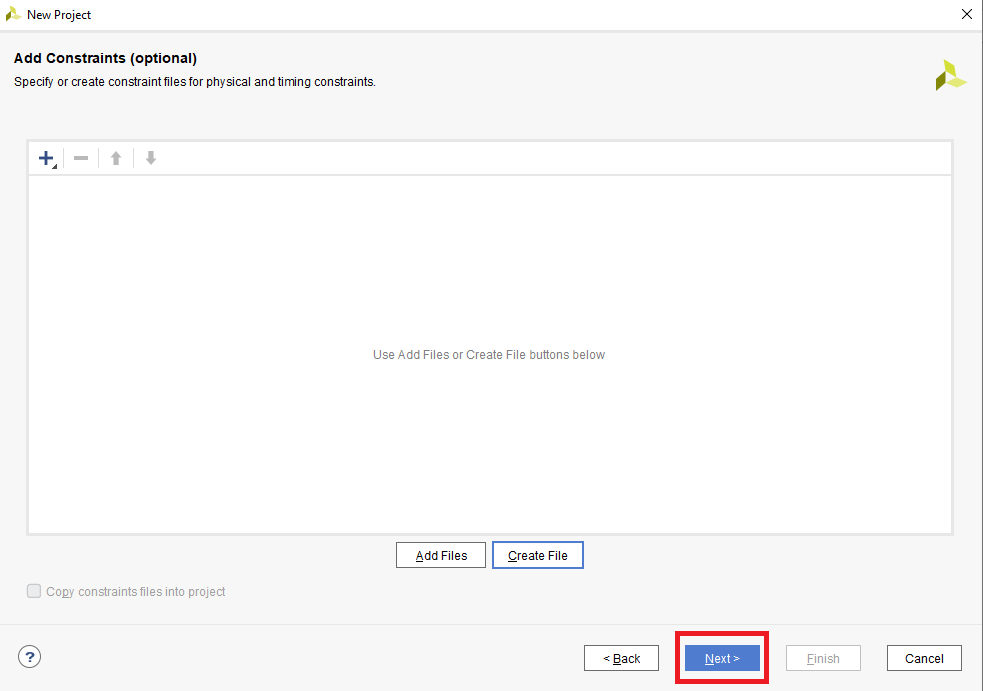 New Project
Add Constraints (optional)
Specify or create constraint files for physical and timing constraints.
Use Add Files or Create File buttons below
Add Files
Create File
Copy constraints files into project
?
< Back
Next >
Finish
Cancel